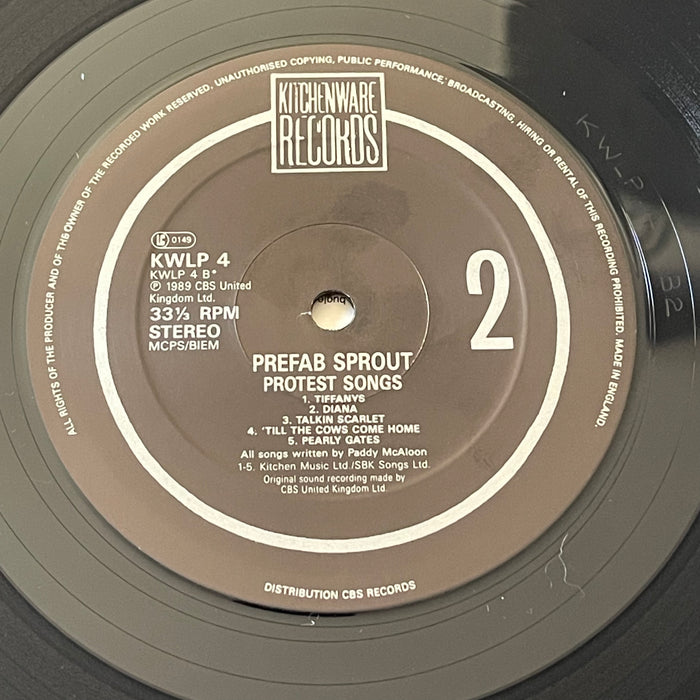 ALL RIGHTS OF THE PRODUCER AND OF THE OWNER OF THE RECORDED WORK RESERVED. UNAUTHORISED COPYING, PUBLIC PERFORMANCE, BROADCASTING, HIRING OR RENTAL OF THIS RECORDING PROHIBITED. MADE IN ENGLAND.
KITCHENWARE
RECORDS
LC 0149
KWLP 4
KWLP 4 B*
℗ 1989 CBS United
Kingdom Ltd.
33⅓ RPM
STEREO
MCPS/BIEM
2
PREFAB SPROUT
PROTEST SONGS
1. TIFFANYS
2. DIANA
3. TALKIN SCARLET
4. 'TILL THE COWS COME HOME
5. PEARLY GATES
All songs written by Paddy McAloon
1-5. Kitchen Music Ltd./SBK Songs Ltd.
Original sound recording made by
CBS United Kingdom Ltd.
DISTRIBUTION CBS RECORDS